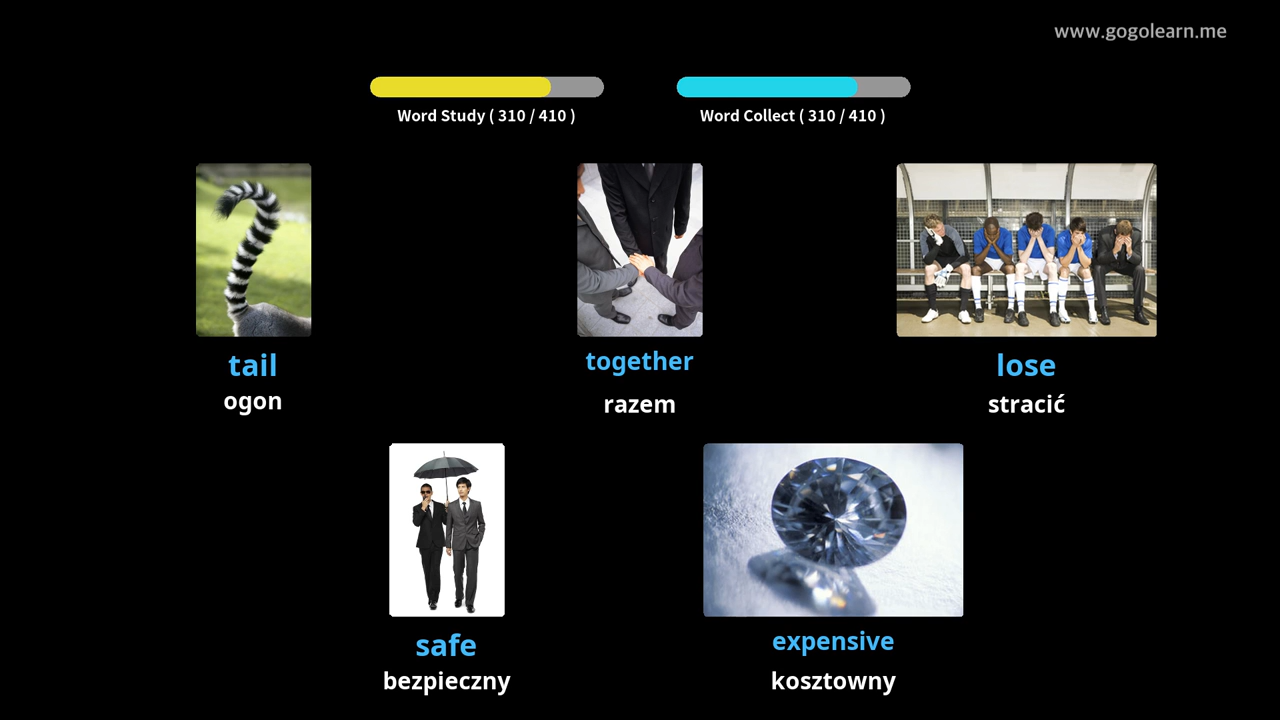 www.gogolearn.me
Word Study ( 310 / 410 )
Word Collect ( 310 / 410 )
tail
ogon
together
razem
lose
stracić
safe
bezpieczny
expensive
kosztowny